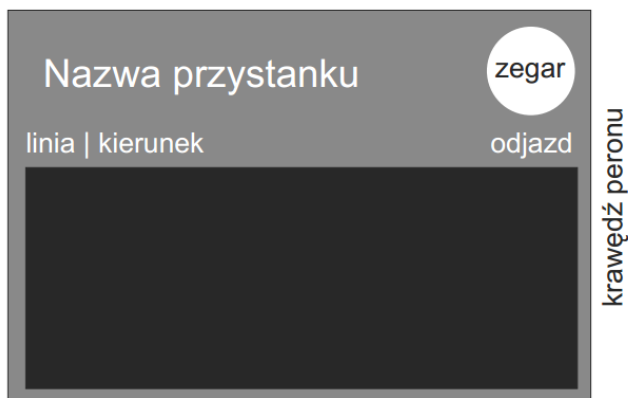 Nazwa przystanku
zegar
linia | kierunek
odjazd
krawędź peronu